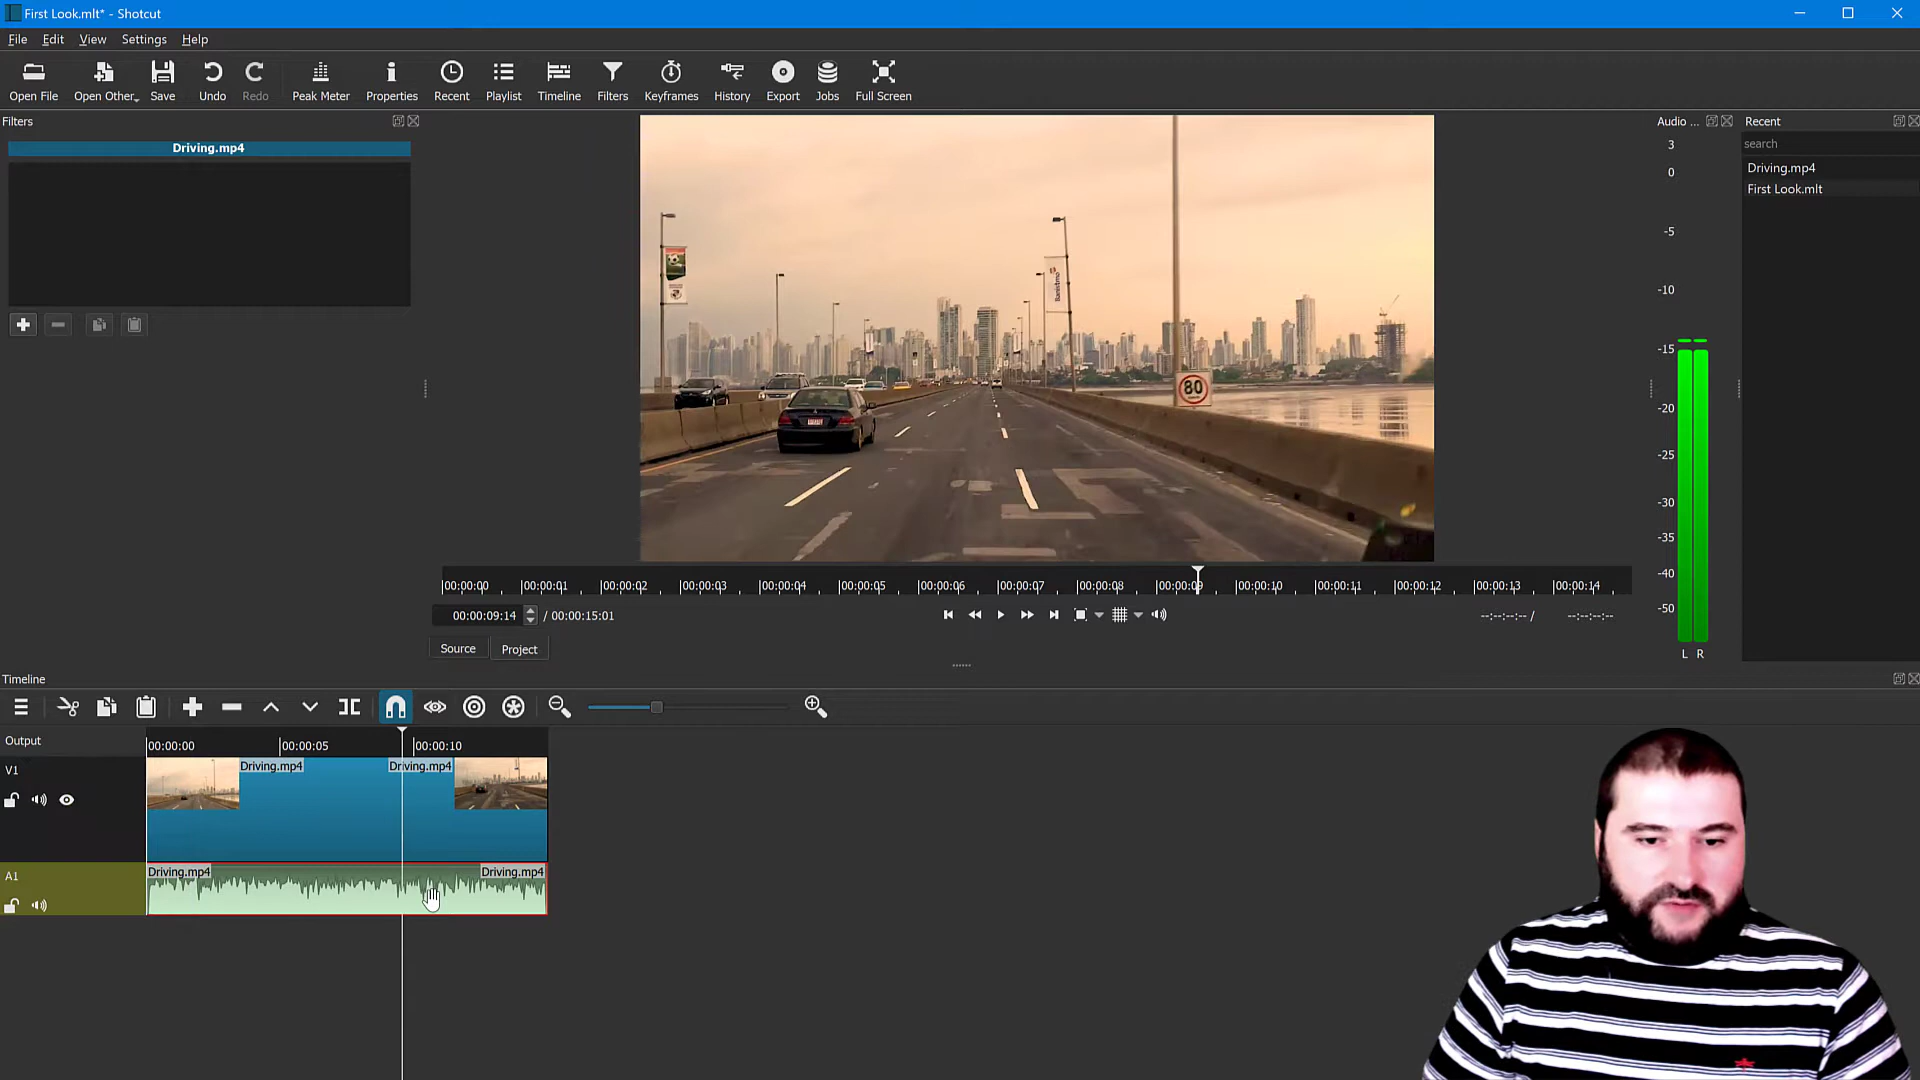 First Look.mlt* - Shotcut
File Edit View Settings Help
Open File Open Other... Save Undo Redo Peak Meter Properties Recent Playlist Timeline Filters Keyframes History Export Jobs Full Screen
Filters
Driving.mp4
Audio ...
3
0
-5
-10
-15
-20
-25
-30
-35
-40
-50
L R
Recent
search
Driving.mp4
First Look.mlt
Banistmo
80
00:00:00 00:00:01 00:00:02 00:00:03 00:00:04 00:00:05 00:00:06 00:00:07 00:00:08 00:00:09 00:00:10 00:00:11 00:00:12 00:00:13 00:00:14
00:00:09:14 / 00:00:15:01
--:--:--:-- / --:--:--:--
Source Project
Timeline
Output
00:00:00 00:00:05 00:00:10
V1
Driving.mp4 Driving.mp4
A1
Driving.mp4 Driving.mp4